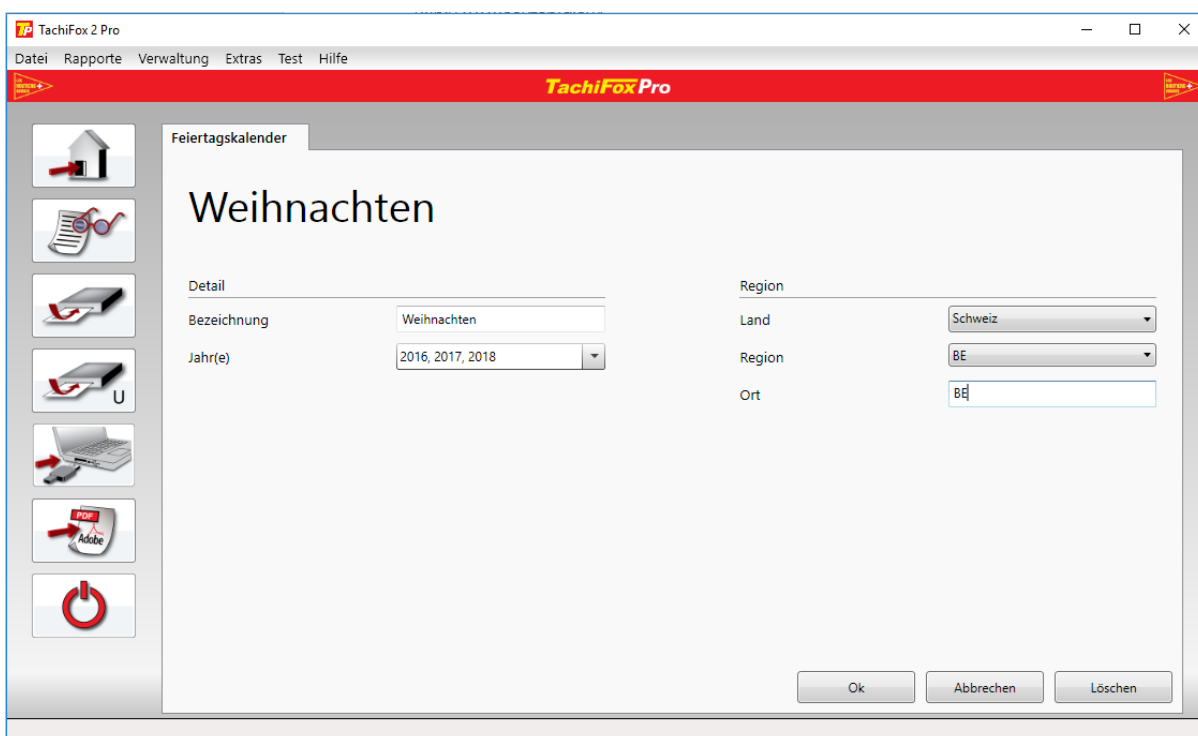 TP TachiFox 2 Pro
Datei Rapporte Verwaltung Extras Test Hilfe
TachiFox Pro
Feiertagskalender
Weihnachten
Detail
Bezeichnung Weihnachten
Jahr(e) 2016, 2017, 2018
Region
Land Schweiz
Region BE
Ort BE
U
PDF
Adobe
Ok Abbrechen Löschen